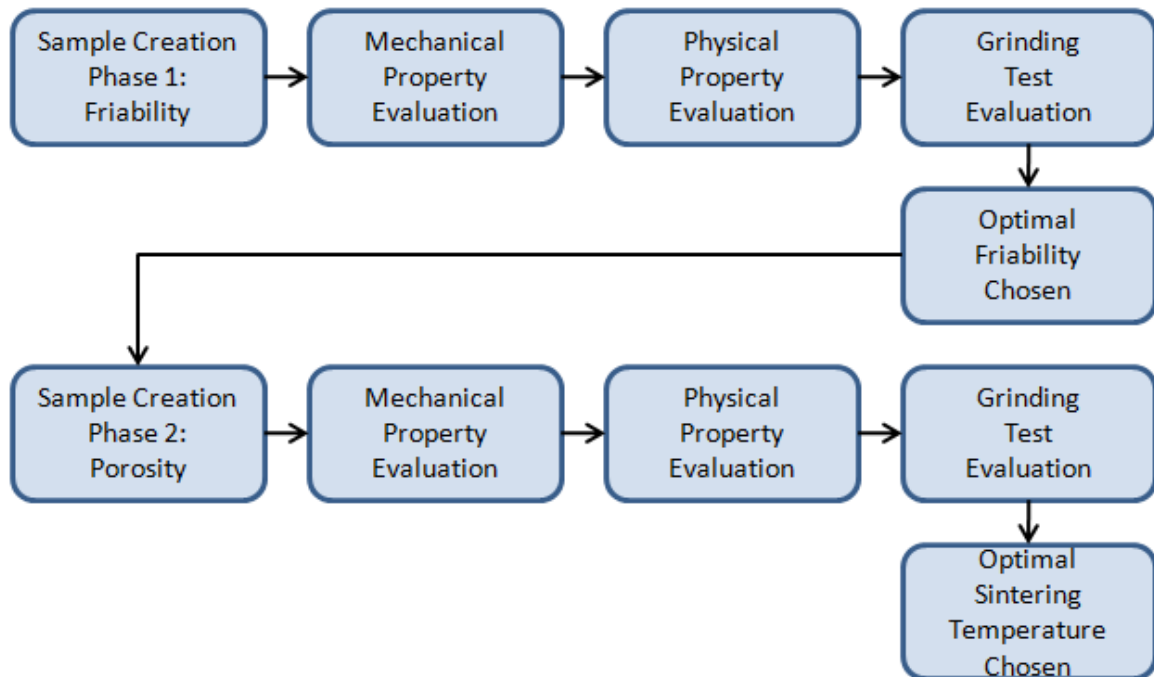 Sample Creation
Phase 1:
Friability
Mechanical
Property
Evaluation
Physical
Property
Evaluation
Grinding
Test
Evaluation
Optimal
Friability
Chosen
Sample Creation
Phase 2:
Porosity
Mechanical
Property
Evaluation
Physical
Property
Evaluation
Grinding
Test
Evaluation
Optimal
Sintering
Temperature
Chosen